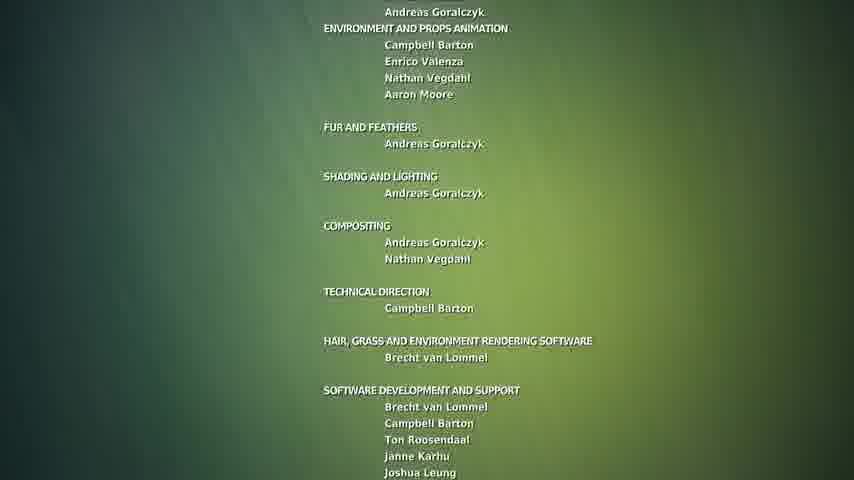 Andreas Goralczyk
ENVIRONMENT AND PROPS ANIMATION
Campbell Barton
Enrico Valenza
Nathan Vegdahl
Aaron Moore
FUR AND FEATHERS
Andreas Goralczyk
SHADING AND LIGHTING
Andreas Goralczyk
COMPOSITING
Andreas Goralczyk
Nathan Vegdahl
TECHNICAL DIRECTION
Campbell Barton
HAIR, GRASS AND ENVIRONMENT RENDERING SOFTWARE
Brecht van Lommel
SOFTWARE DEVELOPMENT AND SUPPORT
Brecht van Lommel
Campbell Barton
Ton Roosendaal
Janne Karhu
Joshua Leung